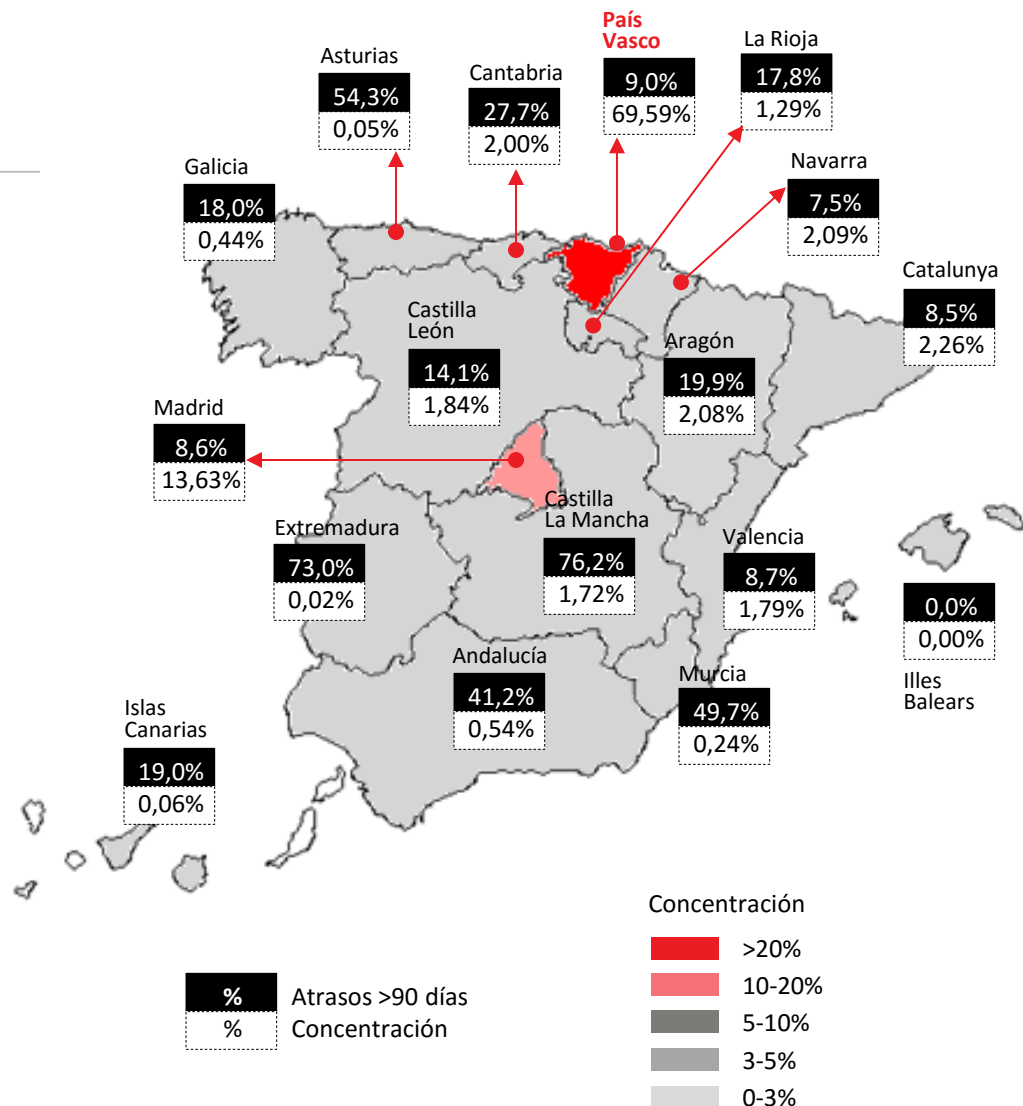 País
Vasco
9,0%
69,59%
La Rioja
17,8%
1,29%
Asturias
54,3%
0,05%
Cantabria
27,7%
2,00%
Navarra
7,5%
2,09%
Galicia
18,0%
0,44%
Catalunya
8,5%
2,26%
Castilla
León
14,1%
1,84%
Aragón
19,9%
2,08%
Madrid
8,6%
13,63%
Castilla
La Mancha
76,2%
1,72%
Extremadura
73,0%
0,02%
Valencia
8,7%
1,79%
0,0%
0,00%
Illes
Balears
Andalucía
41,2%
0,54%
Murcia
49,7%
0,24%
Islas
Canarias
19,0%
0,06%
Concentración
>20%
10-20%
5-10%
3-5%
0-3%
% Atrasos >90 días
% Concentración